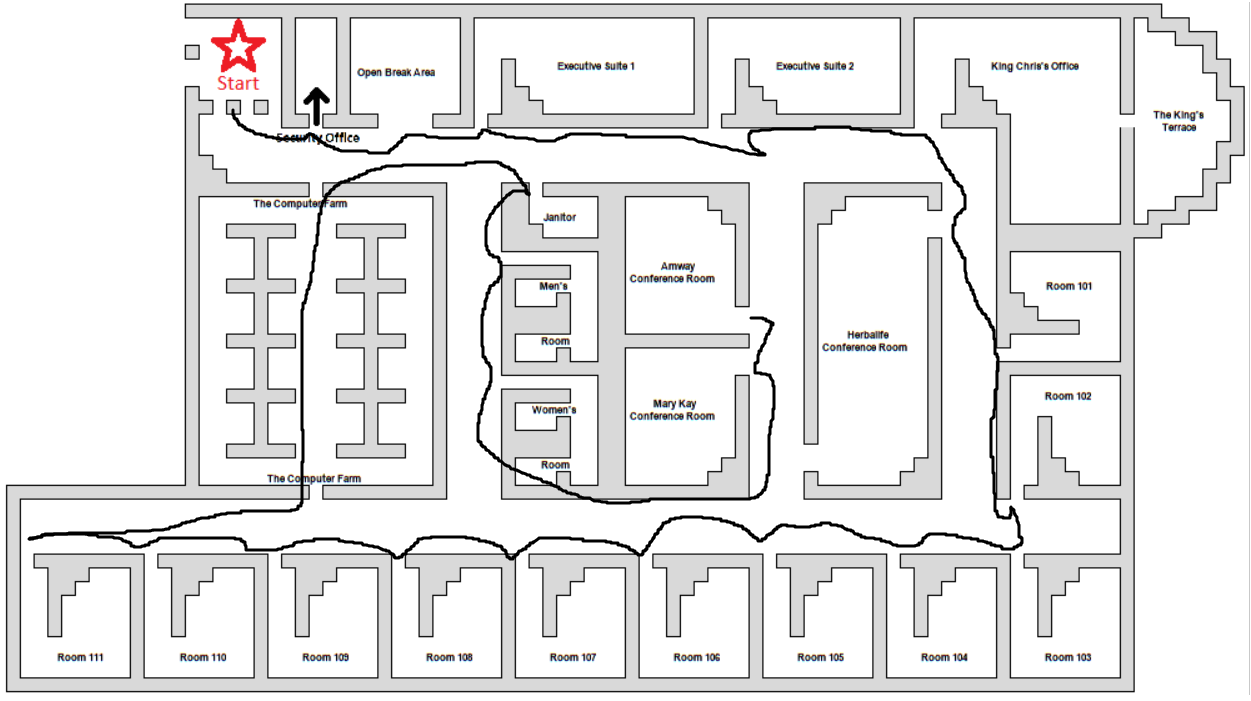 Start
Open Break Area
Executive Suite 1
Executive Suite 2
King Chris's Office
The King's
Terrace
Security Office
The Computer Farm
Janitor
Amway
Conference Room
Men's
Room
Room 101
Herbalife
Conference Room
Mary Kay
Conference Room
Women's
Room
Room 102
The Computer Farm
Room 111
Room 110
Room 109
Room 108
Room 107
Room 106
Room 105
Room 104
Room 103